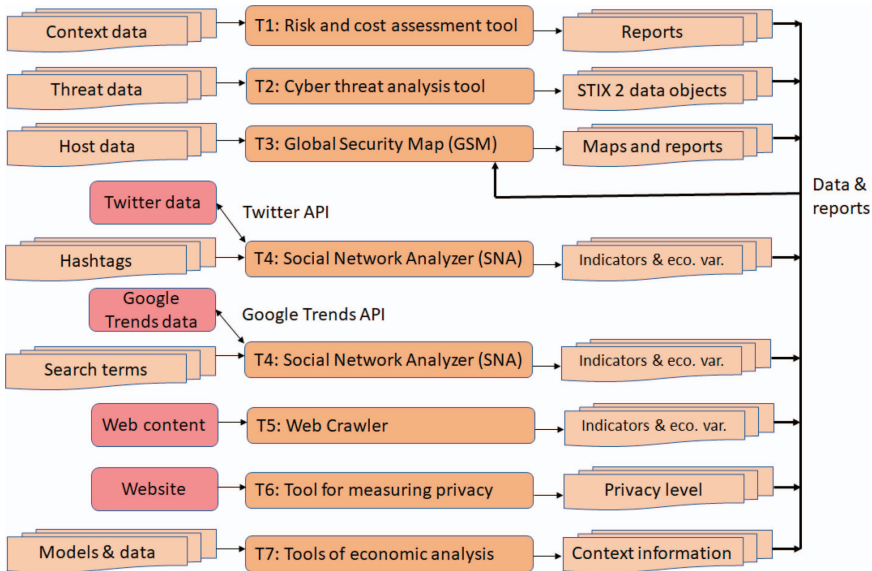 Context data
T1: Risk and cost assessment tool
Reports
Threat data
T2: Cyber threat analysis tool
STIX 2 data objects
Host data
T3: Global Security Map (GSM)
Maps and reports
Data &
reports
Twitter data
Twitter API
Hashtags
T4: Social Network Analyzer (SNA)
Indicators & eco. var.
Google
Trends data
Google Trends API
Search terms
T4: Social Network Analyzer (SNA)
Indicators & eco. var.
Web content
T5: Web Crawler
Indicators & eco. var.
Website
T6: Tool for measuring privacy
Privacy level
Models & data
T7: Tools of economic analysis
Context information